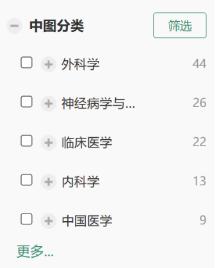 中图分类 筛选
外科学 44
神经病学与... 26
临床医学 22
内科学 13
中国医学 9
更多...